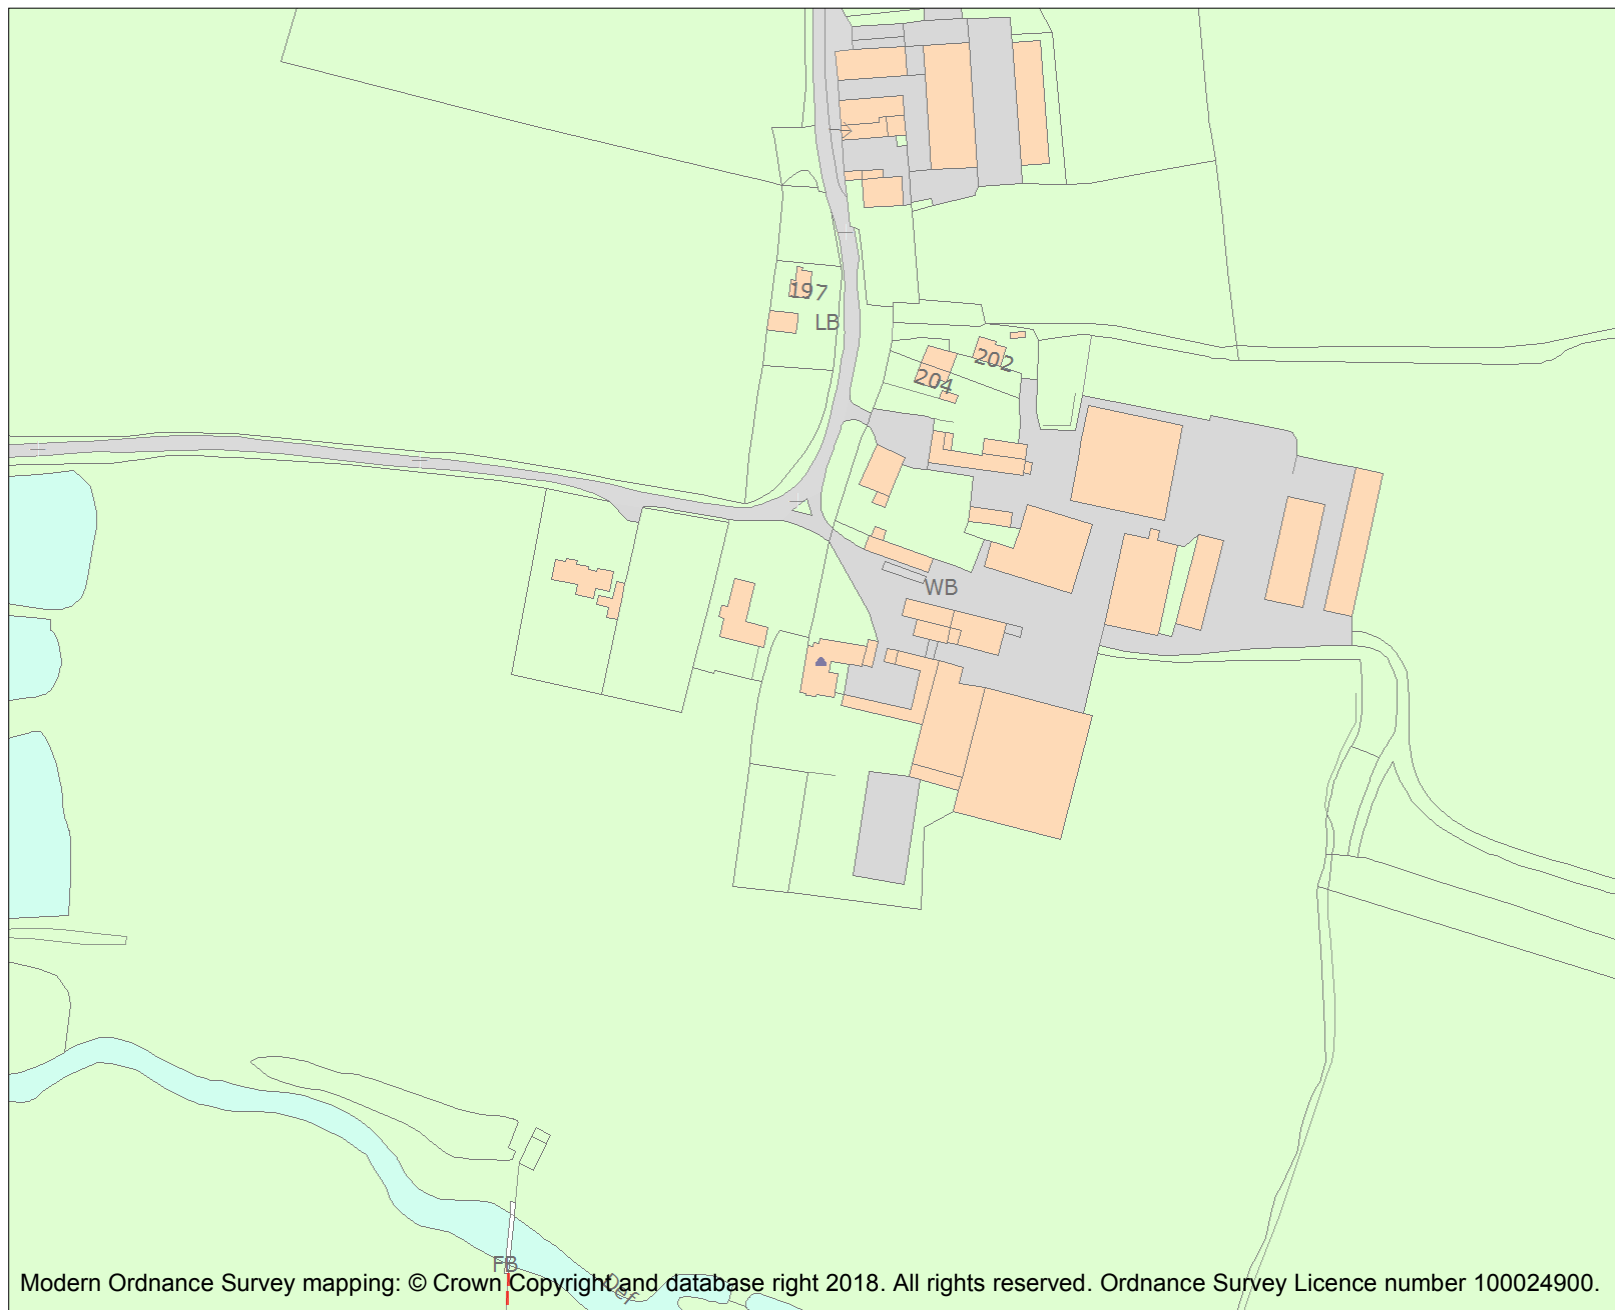 197
LB
202
204
WB
FB
Def
Modern Ordnance Survey mapping: © Crown Copyright and database right 2018. All rights reserved. Ordnance Survey Licence number 100024900.